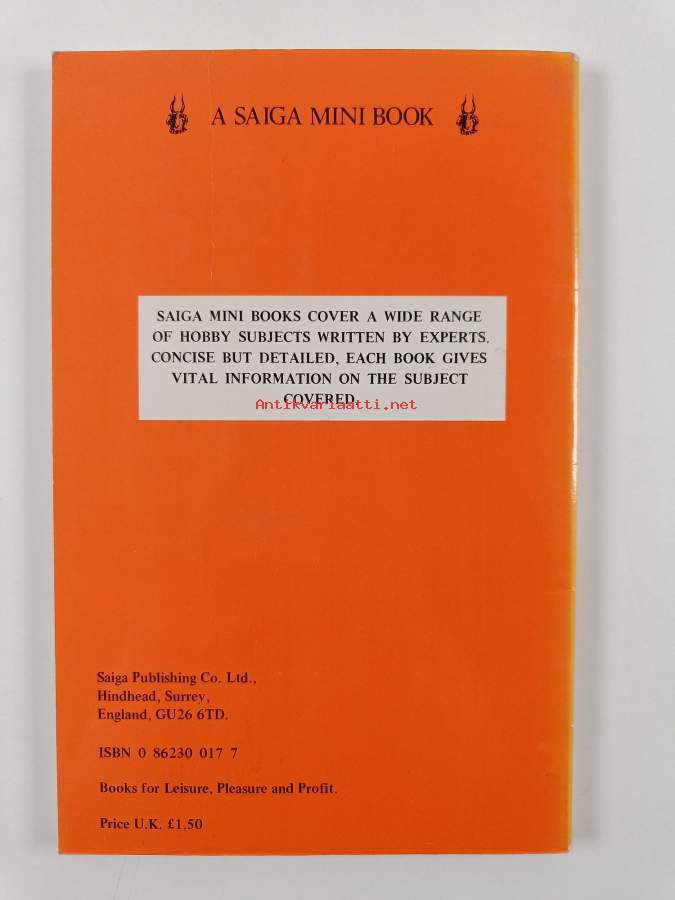 A SAIGA MINI BOOK
SAIGA MINI BOOKS COVER A WIDE RANGE
OF HOBBY SUBJECTS WRITTEN BY EXPERTS.
CONCISE BUT DETAILED, EACH BOOK GIVES
VITAL INFORMATION ON THE SUBJECT
COVERED.
Antikvariaatti.net
Saiga Publishing Co. Ltd.,
Hindhead, Surrey,
England, GU26 6TD.
ISBN 0 86230 017 7
Books for Leisure, Pleasure and Profit.
Price U.K. £1.50